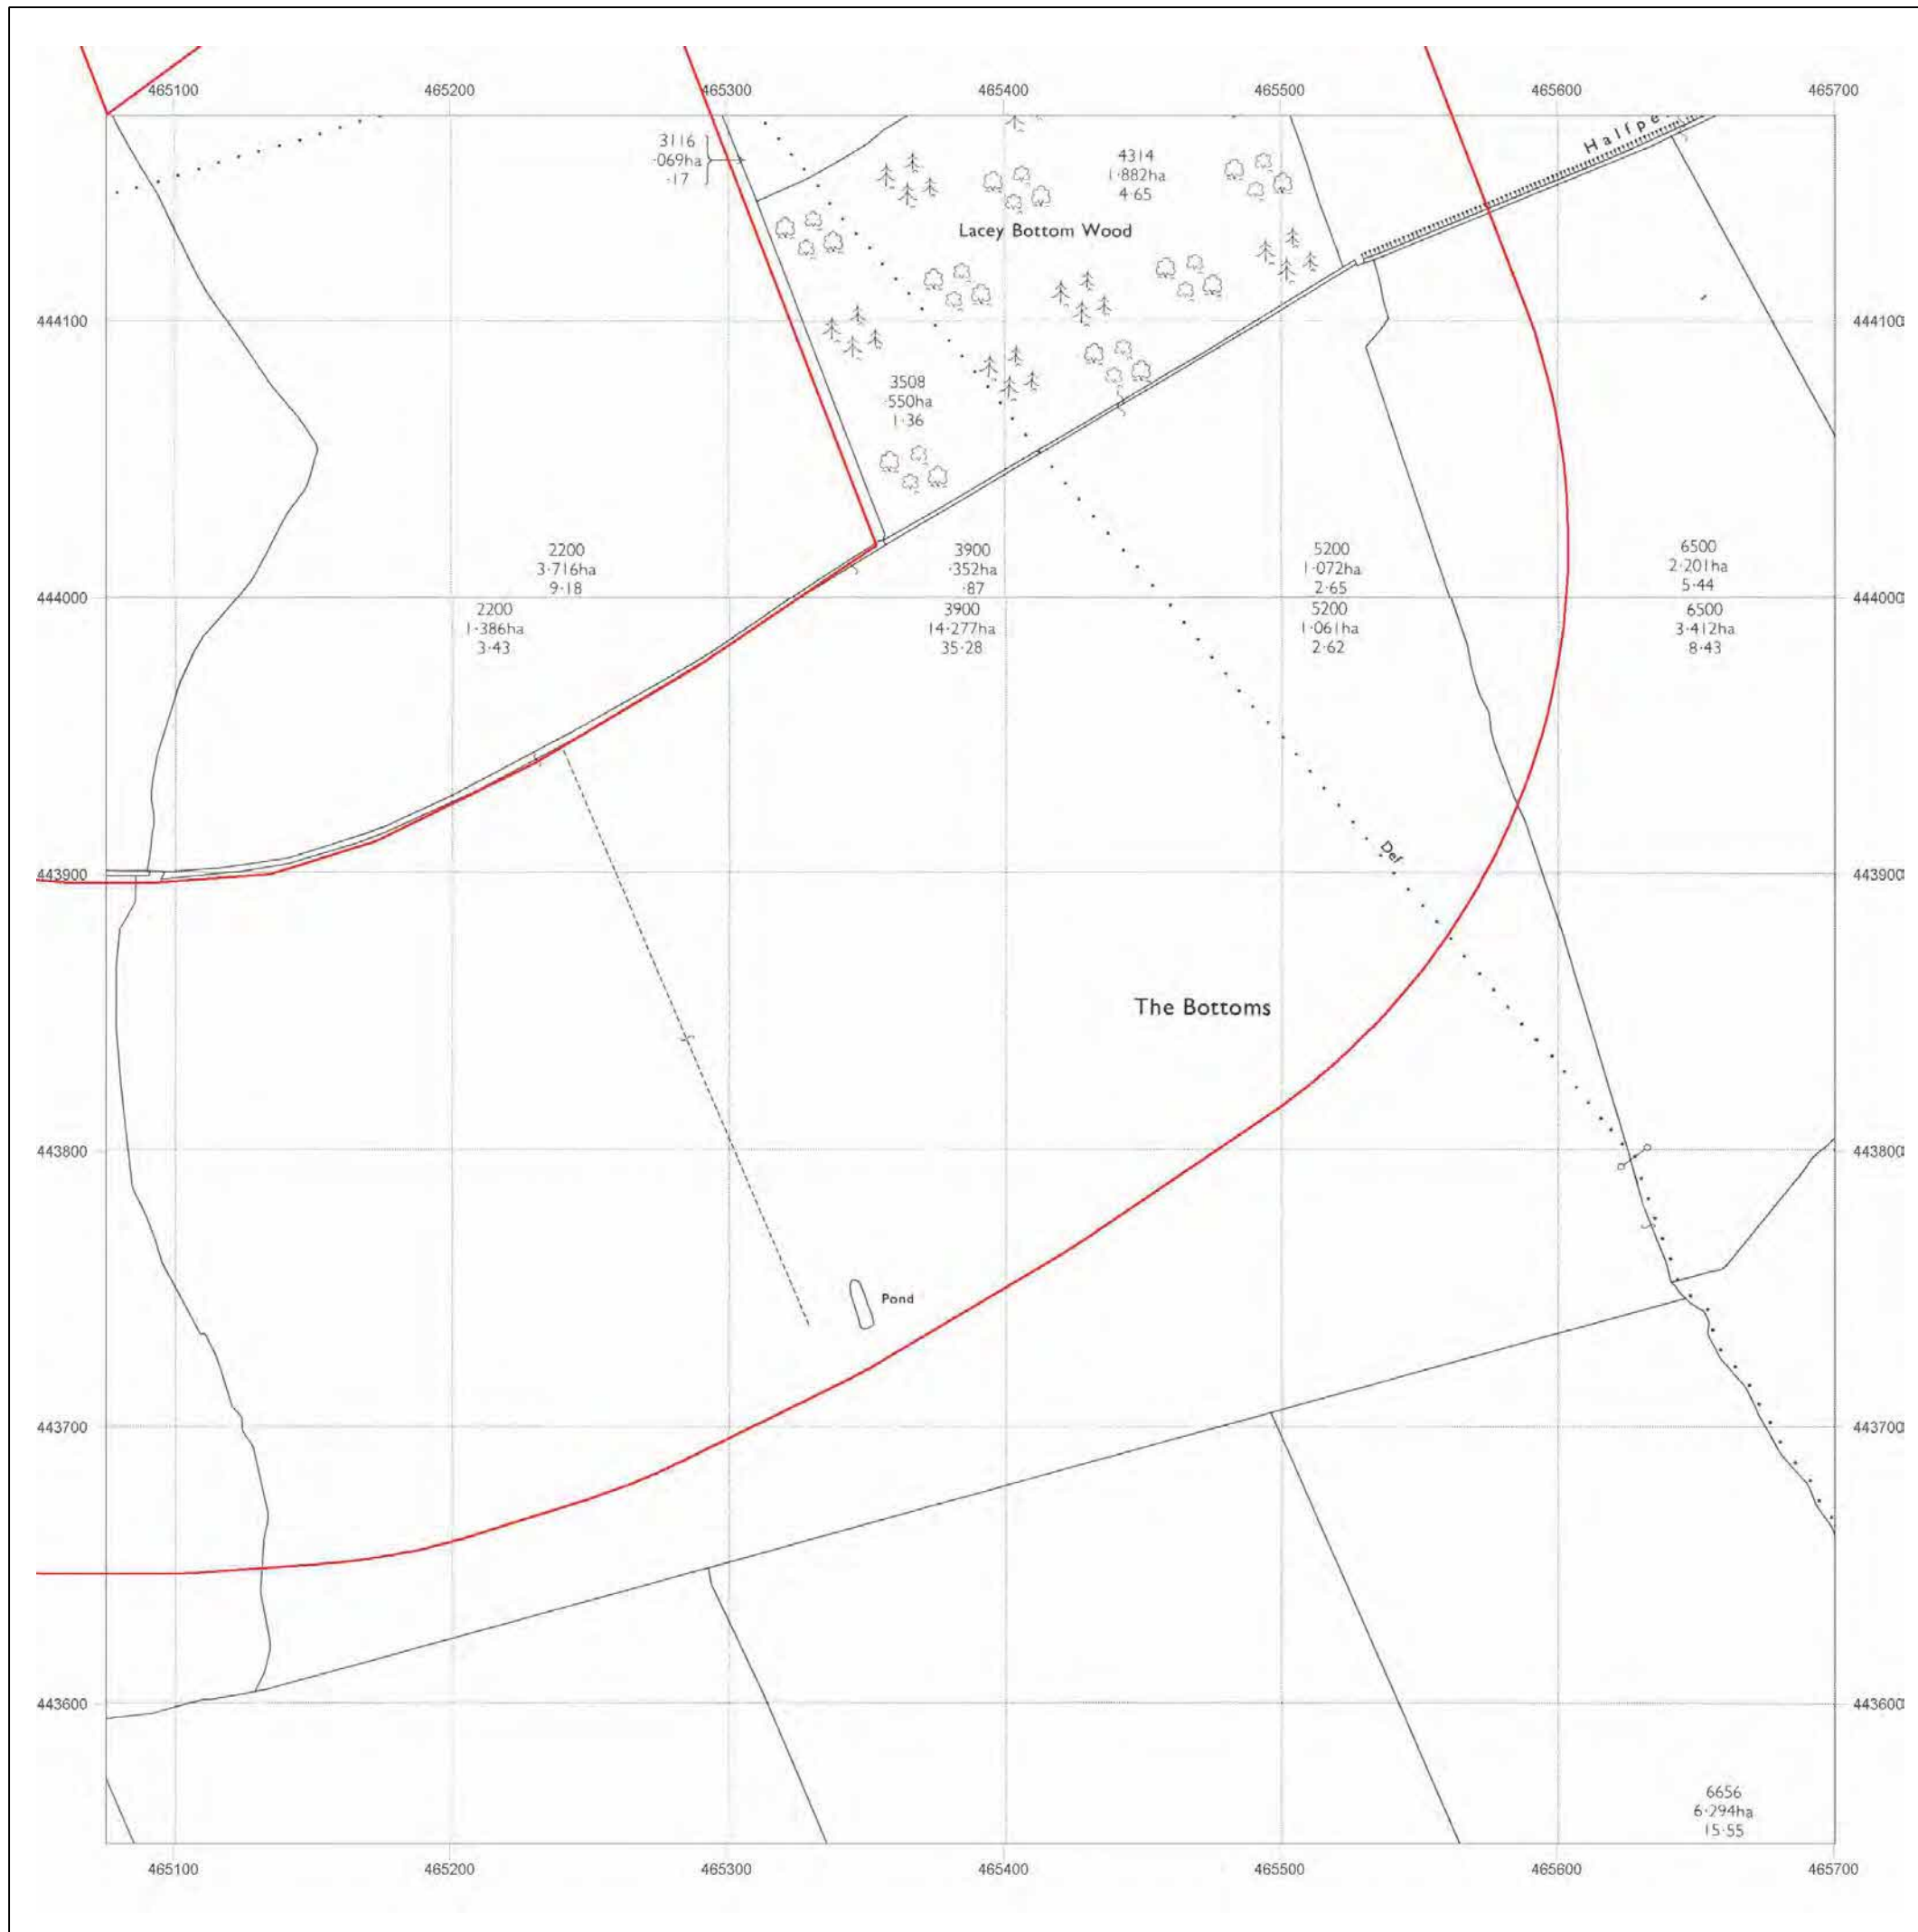 465100
465200
465300
465400
465500
465600
465700
Halfpe
3116
·069ha
·17
4314
1·882ha
4·65
Lacey Bottom Wood
444100
444100
3508
·550ha
1·36
2200
3·716ha
9·18
3900
·352ha
·87
5200
1·072ha
2·65
6500
2·201ha
5·44
444000
444000
2200
1·386ha
3·43
3900
14·277ha
35·28
5200
1·061ha
2·62
6500
3·412ha
8·43
Def
443900
443900
The Bottoms
443800
443800
Pond
443700
443700
443600
443600
6656
6·294ha
15·55
465100
465200
465300
465400
465500
465600
465700